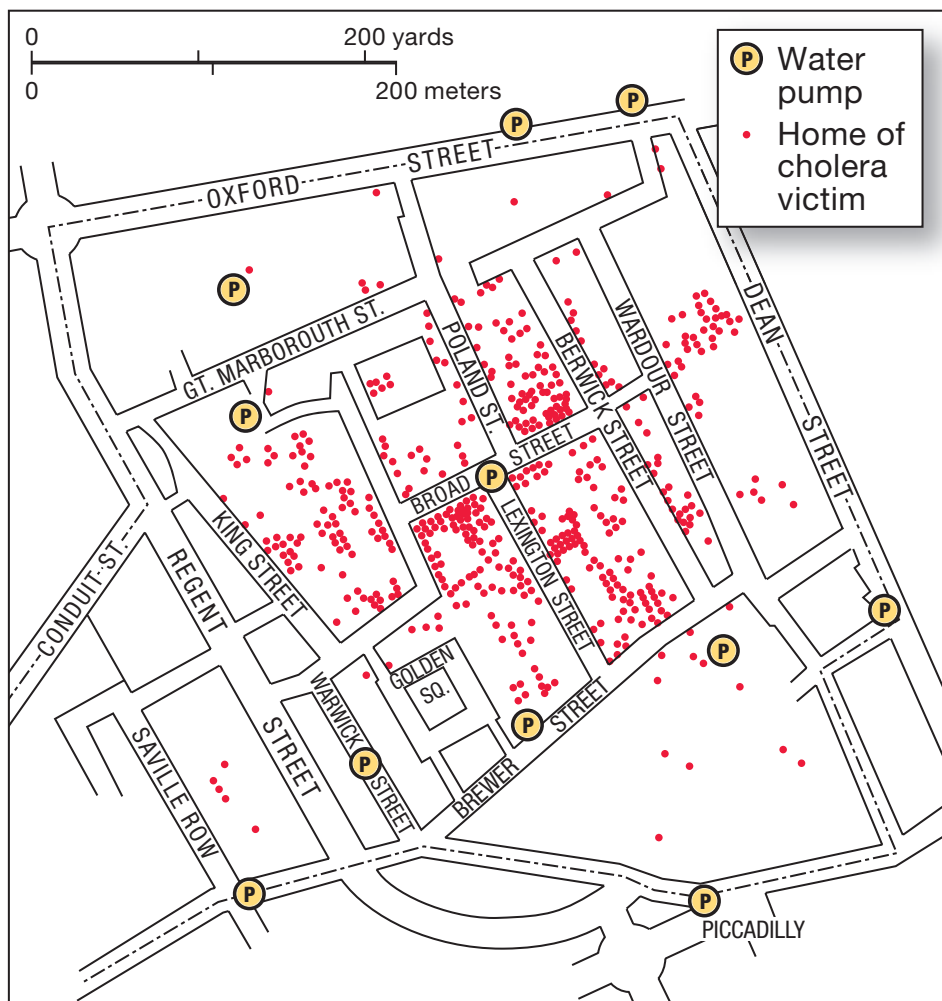 0 200 yards
0 200 meters
P Water
pump
Home of
cholera
victim
P
P
OXFORD STREET
P
GT. MARBOROUTH ST.
POLAND ST.
BERWICK STREET
WARDOUR STREET
DEAN STREET
P
BROAD STREET
P
LEXINGTON STREET
KING STREET
REGENT STREET
CONDUIT ST.
P
P
GOLDEN
SQ.
WARWICK STREET
P
P
BREWER STREET
SAVILLE ROW
P
P
PICCADILLY